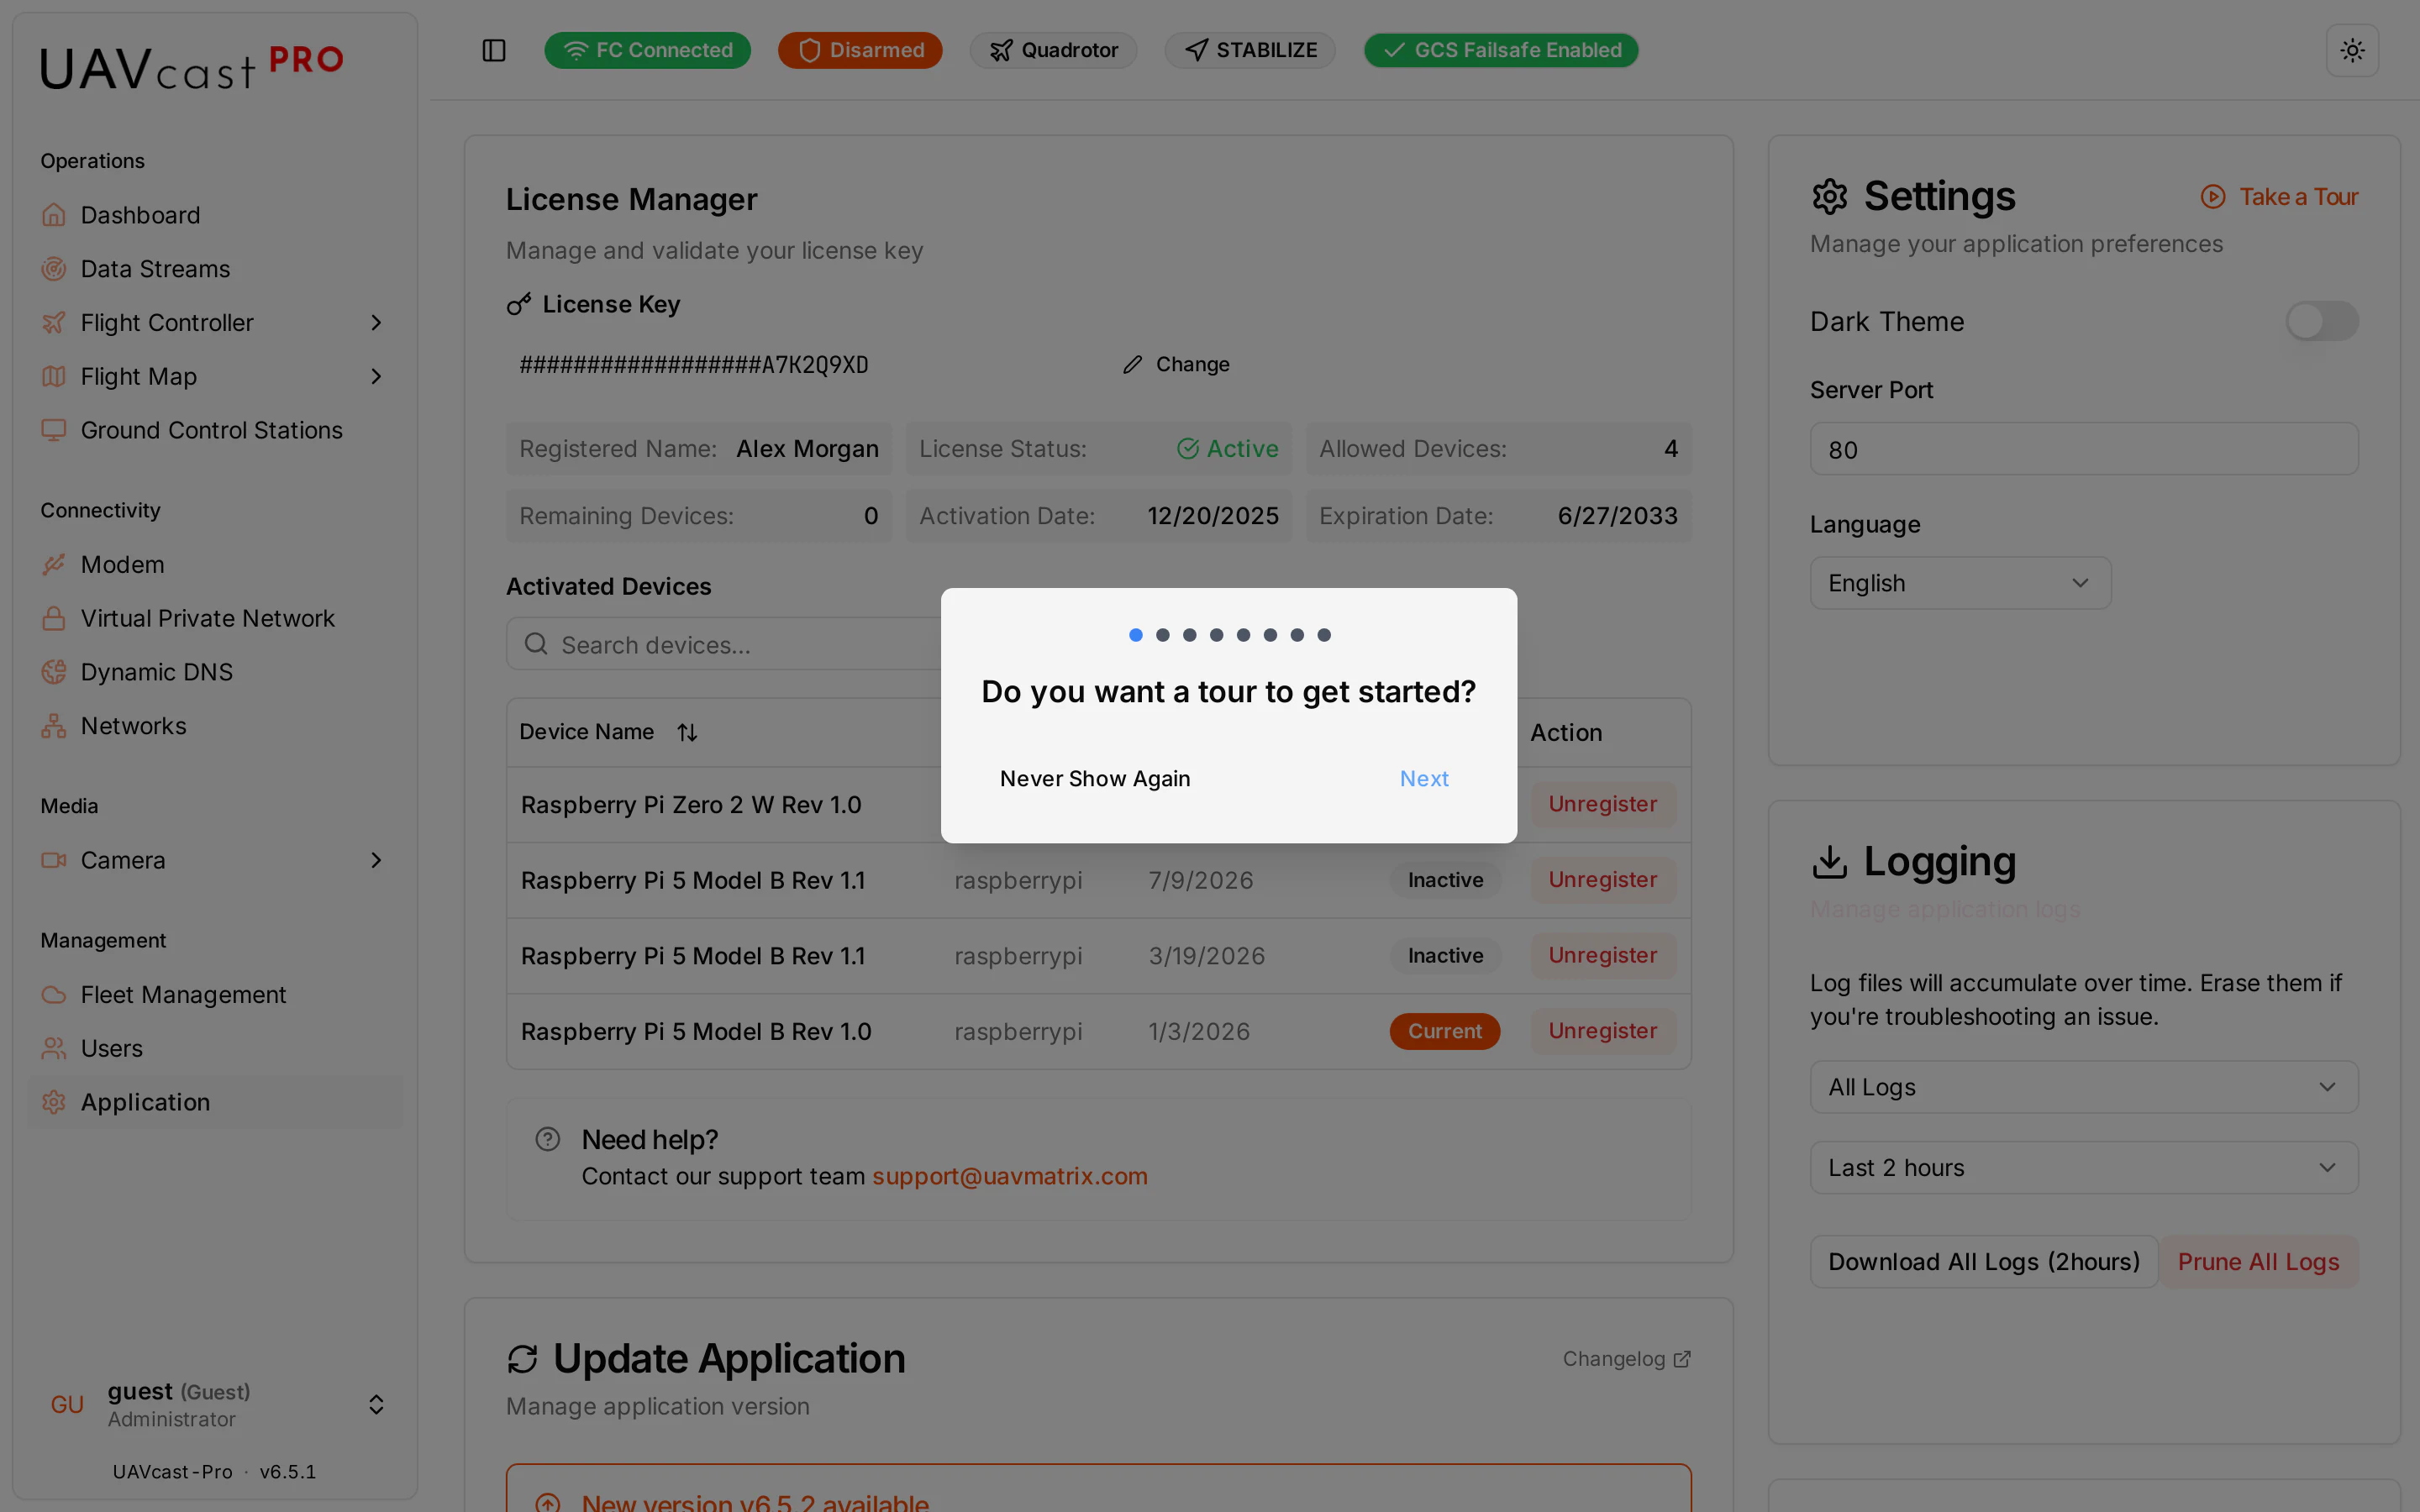 UAVcast PRO
Operations
Dashboard
Data Streams
Flight Controller
Flight Map
Ground Control Stations
Connectivity
Modem
Virtual Private Network
Dynamic DNS
Networks
Media
Camera
Management
Fleet Management
Users
Application
GU
guest (Guest)
Administrator
UAVcast-Pro · v6.5.1
FC Connected
Disarmed
Quadrotor
STABILIZE
GCS Failsafe Enabled
License Manager
Manage and validate your license key
License Key
##################A7K2Q9XD
Change
Registered Name: Alex Morgan
License Status: Active
Allowed Devices: 4
Remaining Devices: 0
Activation Date: 12/20/2025
Expiration Date: 6/27/2033
Activated Devices
Search devices...
Device Name
Action
Raspberry Pi Zero 2 W Rev 1.0 Unregister
Raspberry Pi 5 Model B Rev 1.1 raspberrypi 7/9/2026 Inactive Unregister
Raspberry Pi 5 Model B Rev 1.1 raspberrypi 3/19/2026 Inactive Unregister
Raspberry Pi 5 Model B Rev 1.0 raspberrypi 1/3/2026 Current Unregister
Need help?
Contact our support team support@uavmatrix.com
Update Application
Changelog
Manage application version
New version v6.5.2 available
Do you want a tour to get started?
Never Show Again
Next
Settings
Take a Tour
Manage your application preferences
Dark Theme
Server Port
80
Language
English
Logging
Manage application logs
Log files will accumulate over time. Erase them if
you're troubleshooting an issue.
All Logs
Last 2 hours
Download All Logs (2hours)
Prune All Logs